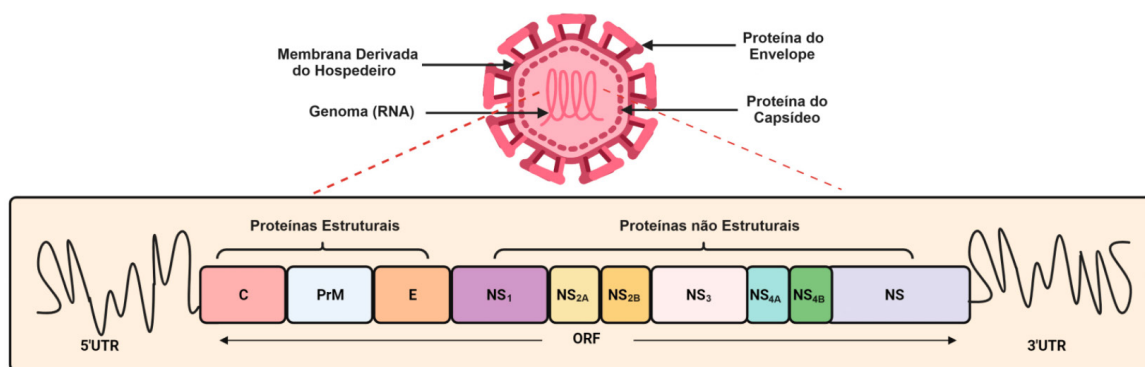 Membrana Derivada
do Hospedeiro
Proteína do
Envelope
Genoma (RNA)
Proteína do
Capsídeo
Proteínas Estruturais
Proteínas não Estruturais
C
PrM
E
NS₁
NS₂A
NS₂B
NS₃
NS₄A
NS₄B
NS
5'UTR
ORF
3'UTR